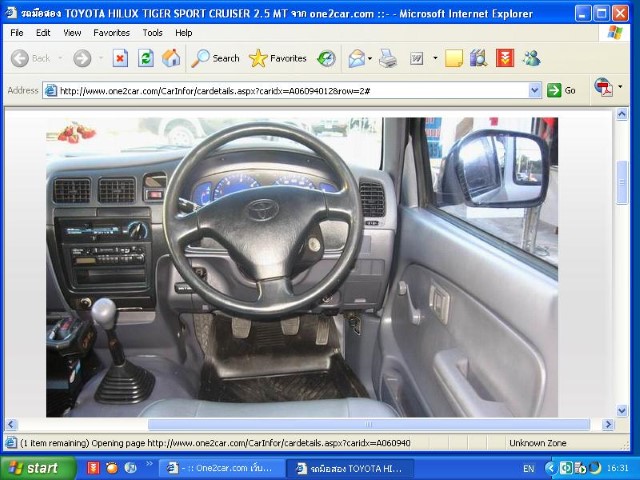 รถมือสอง TOYOTA HILUX TIGER SPORT CRUISER 2.5 MT จาก one2car.com ::- - Microsoft Internet Explorer
File Edit View Favorites Tools Help
Back Search Favorites
Address http://www.one2car.com/CarInfor/cardetails.aspx?caridx=A060940128&row=2# Go
(1 item remaining) Opening page http://www.one2car.com/CarInfor/cardetails.aspx?caridx=A060940 Unknown Zone
start - :: One2car.com เว็บ... รถมือสอง TOYOTA HI... EN 16:31